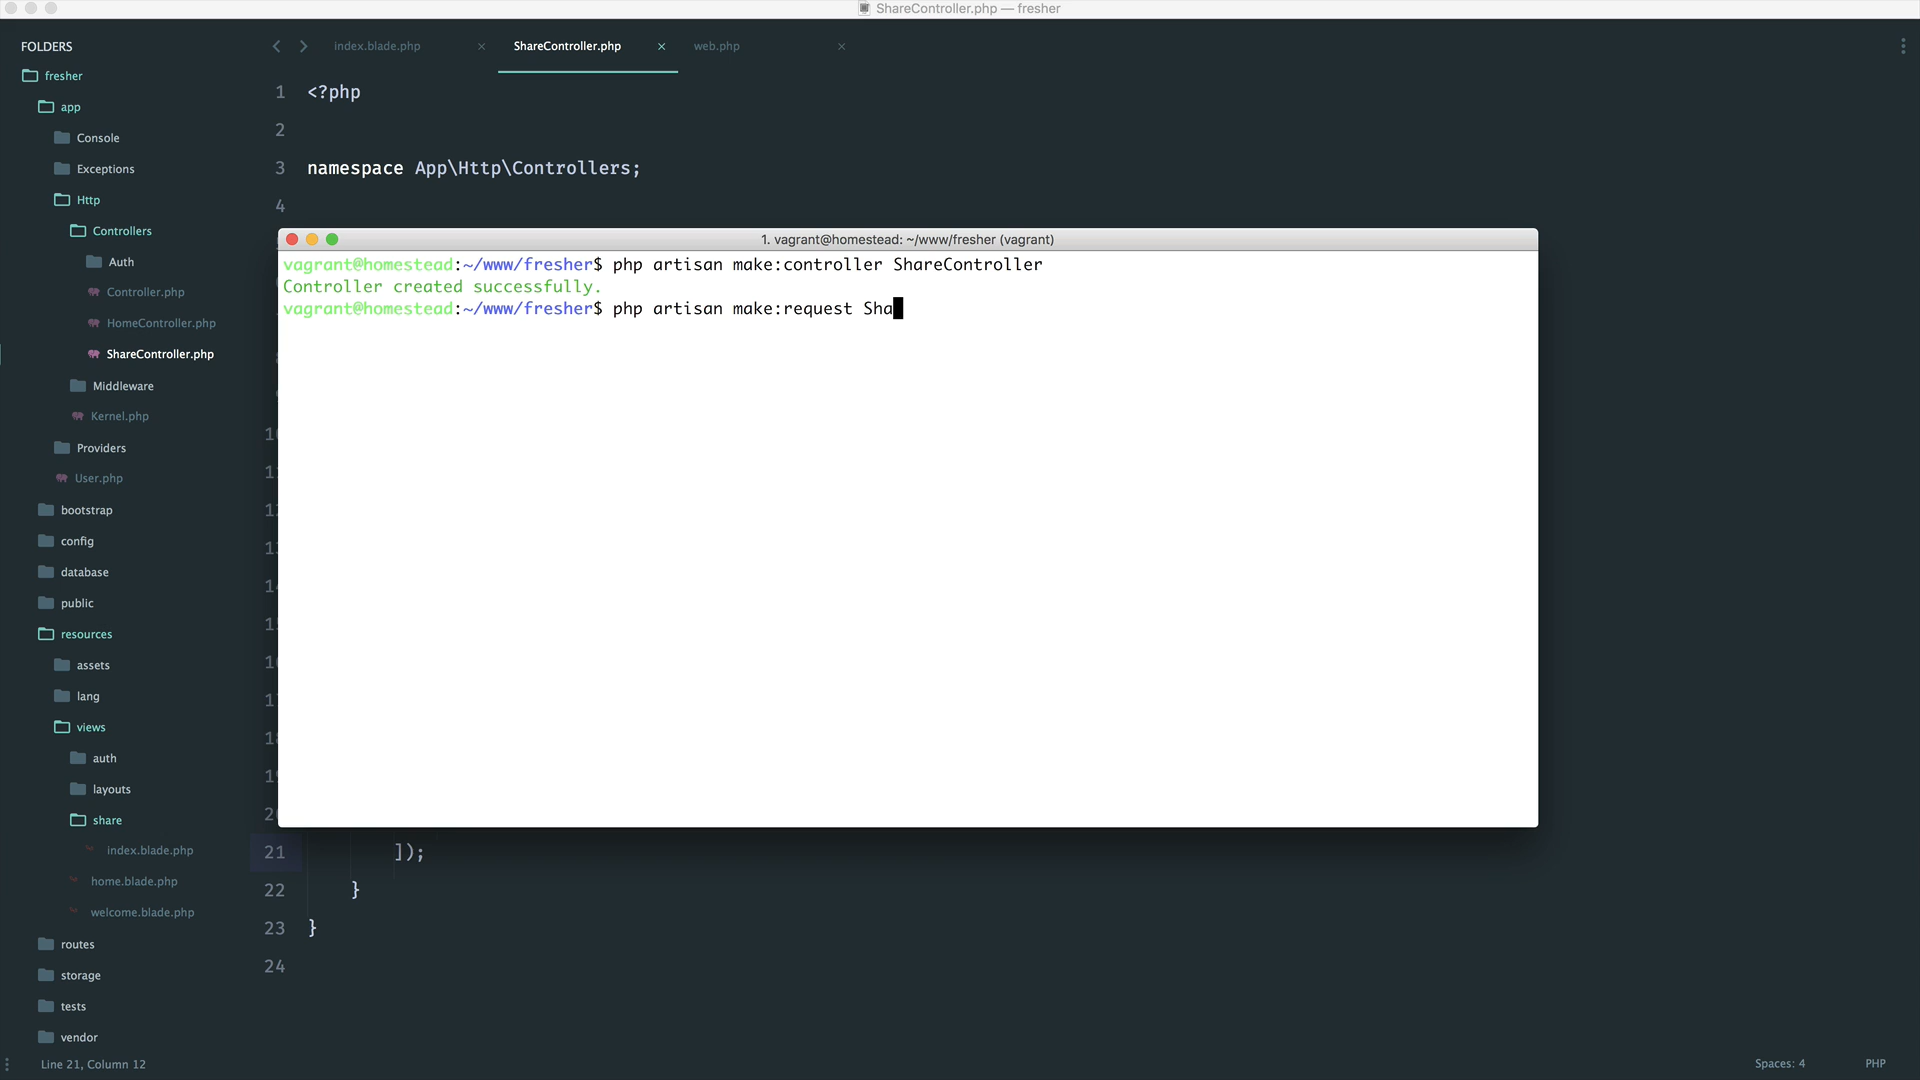 ShareController.php — fresher
FOLDERS
fresher
app
Console
Exceptions
Http
Controllers
Auth
Controller.php
HomeController.php
ShareController.php
Middleware
Kernel.php
Providers
User.php
bootstrap
config
database
public
resources
assets
lang
views
auth
layouts
share
index.blade.php
home.blade.php
welcome.blade.php
routes
storage
tests
vendor
index.blade.php × ShareController.php × web.php ×
1 <?php
2
3 namespace App\Http\Controllers;
4
1. vagrant@homestead: ~/www/fresher (vagrant)
vagrant@homestead:~/www/fresher$ php artisan make:controller ShareController
Controller created successfully.
vagrant@homestead:~/www/fresher$ php artisan make:request Sha
21 ]);
22 }
23 }
24
Line 21, Column 12
Spaces: 4
PHP